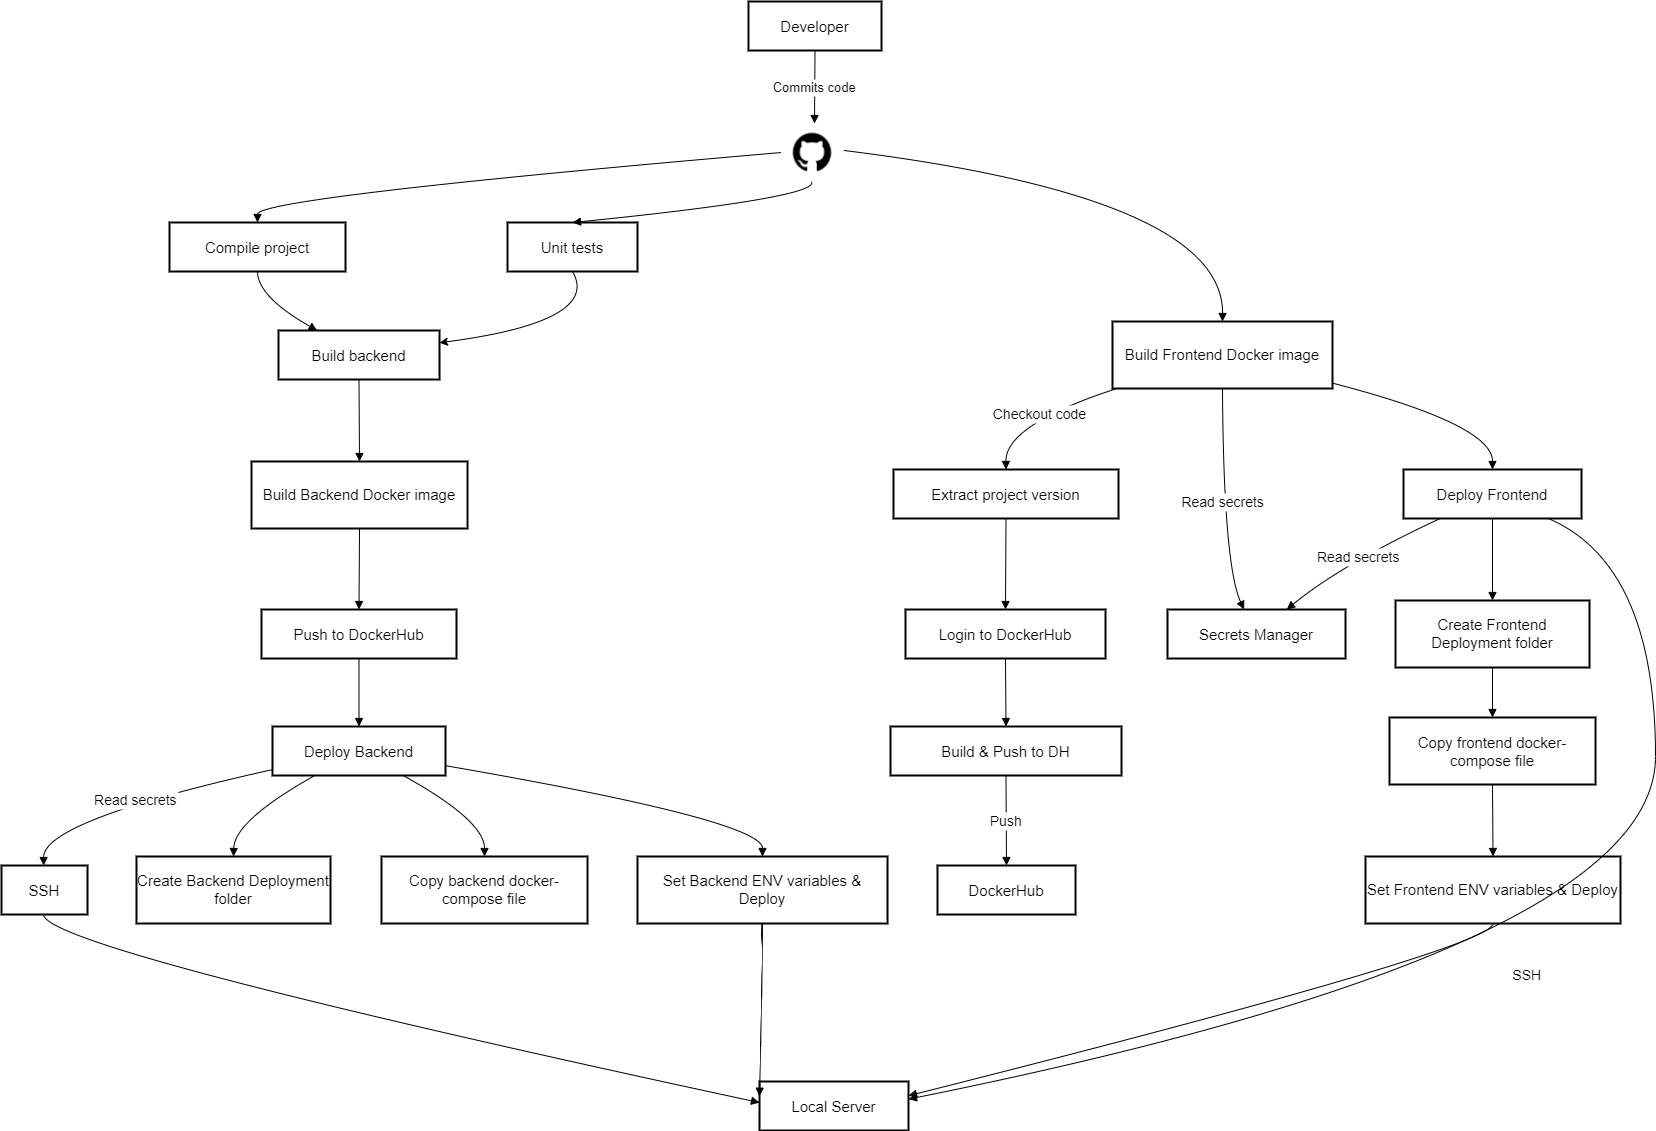 Developer
Commits code
Compile project
Unit tests
Build backend
Build Frontend Docker image
Checkout code
Build Backend Docker image
Extract project version
Read secrets
Deploy Frontend
Read secrets
Push to DockerHub
Login to DockerHub
Secrets Manager
Create Frontend
Deployment folder
Deploy Backend
Build & Push to DH
Copy frontend docker-
compose file
Read secrets
Push
SSH
Create Backend Deployment
folder
Copy backend docker-
compose file
Set Backend ENV variables &
Deploy
DockerHub
Set Frontend ENV variables & Deploy
SSH
Local Server